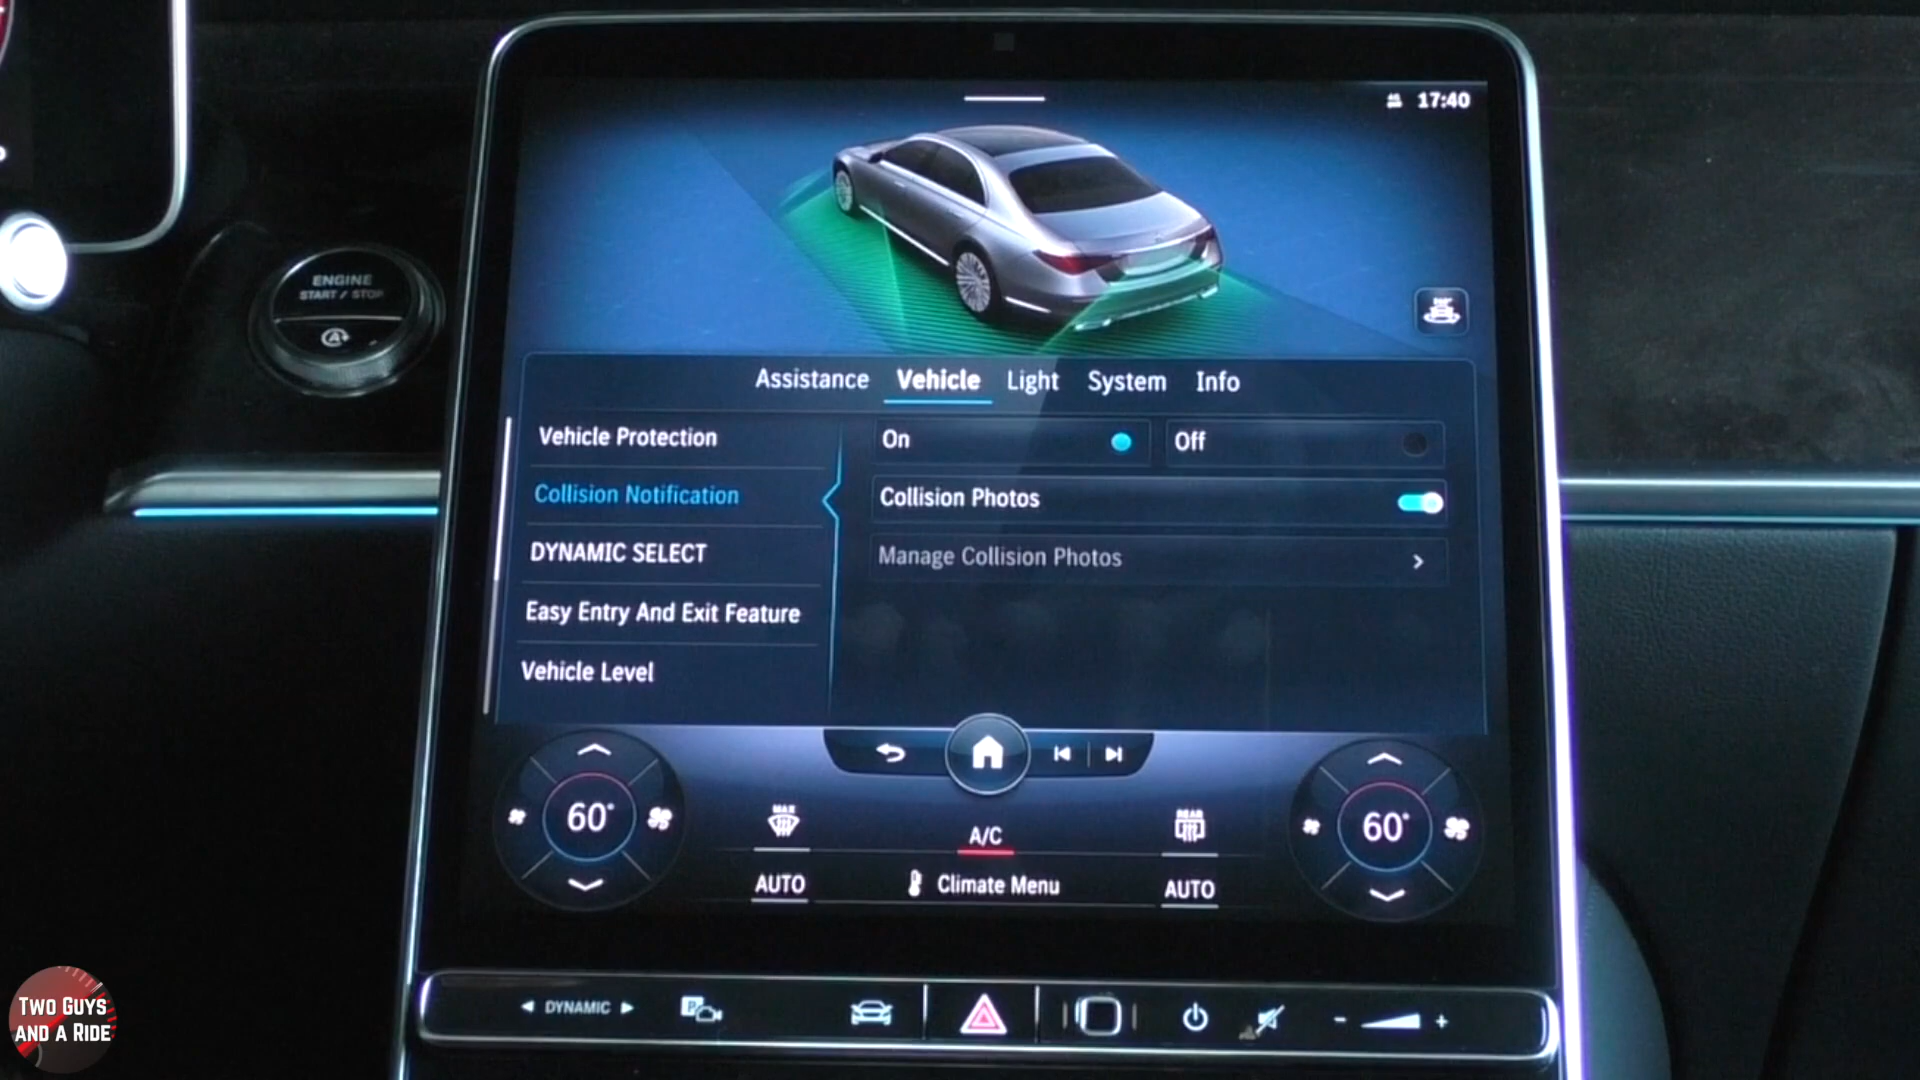 17:40
ENGINE
START / STOP
A
Assistance Vehicle Light System Info
Vehicle Protection
On
Off
Collision Notification
Collision Photos
DYNAMIC SELECT
Manage Collision Photos
Easy Entry And Exit Feature
Vehicle Level
60°
MAX
A/C
REAR
60°
AUTO
Climate Menu
AUTO
DYNAMIC
P
- +
TWO GUYS
AND A RIDE